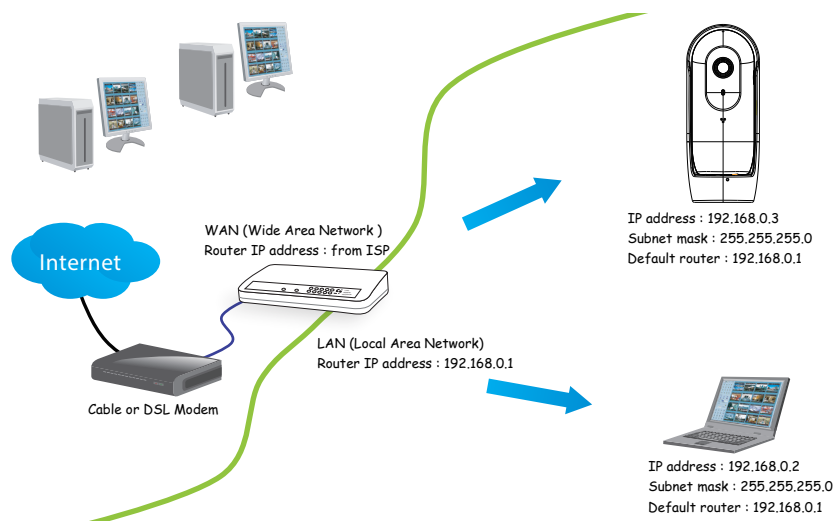 WAN (Wide Area Network )
Router IP address : from ISP
Internet
LAN (Local Area Network)
Router IP address : 192.168.0.1
Cable or DSL Modem
IP address : 192.168.0.3
Subnet mask : 255.255.255.0
Default router : 192.168.0.1
IP address : 192.168.0.2
Subnet mask : 255.255.255.0
Default router : 192.168.0.1